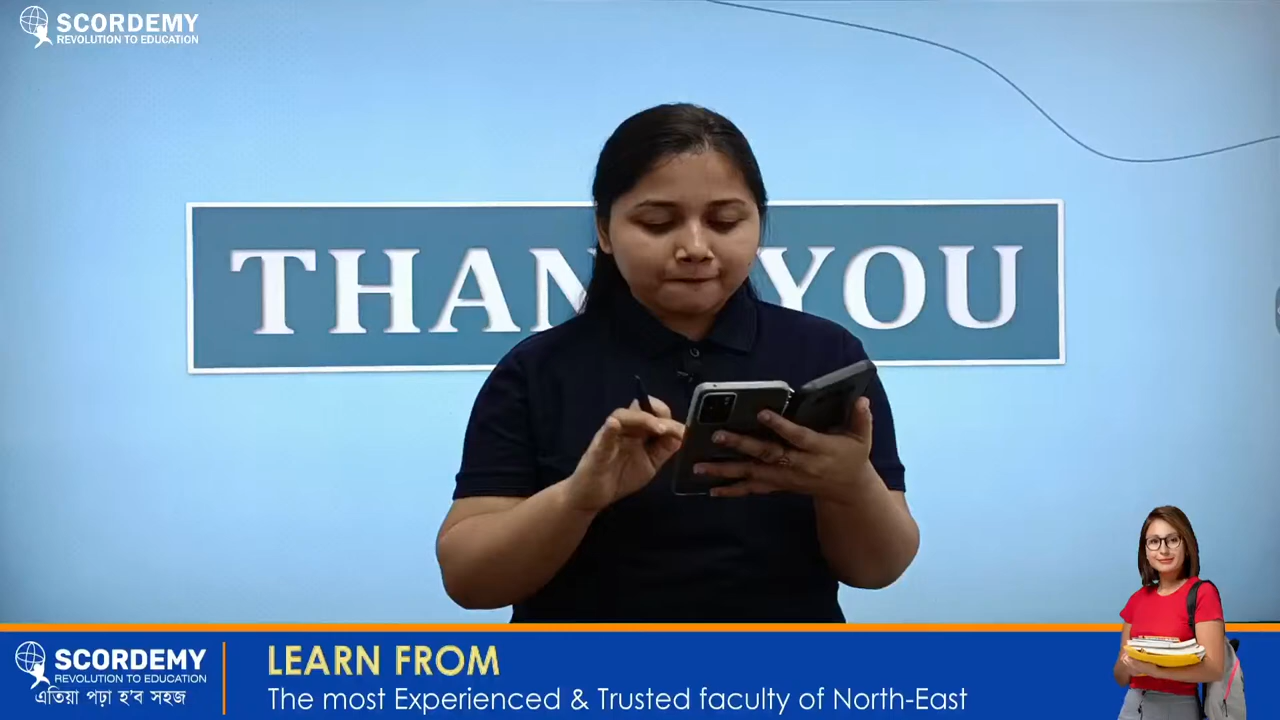 SCORDEMY
REVOLUTION TO EDUCATION
THAN YOU
SCORDEMY
REVOLUTION TO EDUCATION
এতিয়া পঢ়া হ'ব সহজ
LEARN FROM
The most Experienced & Trusted faculty of North-East